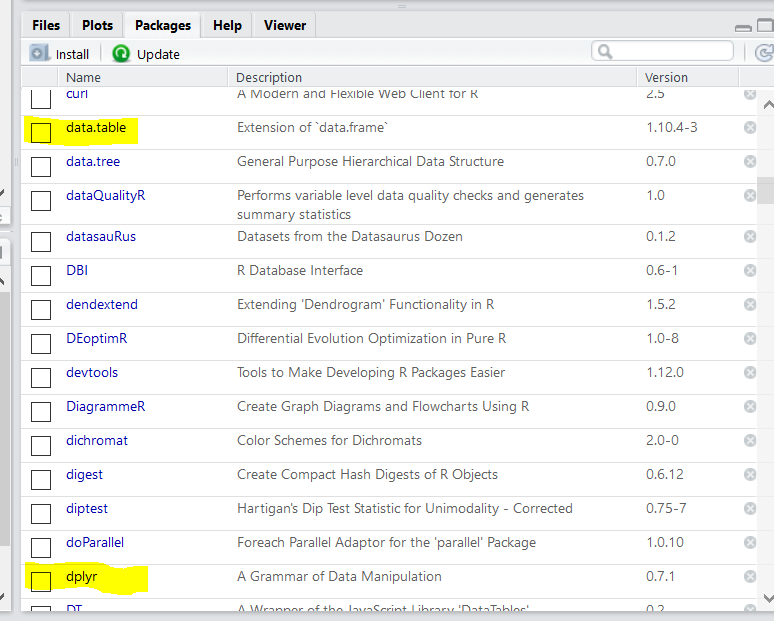 Files Plots Packages Help Viewer
Install Update
Name Description Version
curl A Modern and Flexible Web Client for R 2.5
data.table Extension of `data.frame` 1.10.4-3
data.tree General Purpose Hierarchical Data Structure 0.7.0
dataQualityR Performs variable level data quality checks and generates 1.0
summary statistics
datasauRus Datasets from the Datasaurus Dozen 0.1.2
DBI R Database Interface 0.6-1
dendextend Extending 'Dendrogram' Functionality in R 1.5.2
DEoptimR Differential Evolution Optimization in Pure R 1.0-8
devtools Tools to Make Developing R Packages Easier 1.12.0
DiagrammeR Create Graph Diagrams and Flowcharts Using R 0.9.0
dichromat Color Schemes for Dichromats 2.0-0
digest Create Compact Hash Digests of R Objects 0.6.12
diptest Hartigan's Dip Test Statistic for Unimodality - Corrected 0.75-7
doParallel Foreach Parallel Adaptor for the 'parallel' Package 1.0.10
dplyr A Grammar of Data Manipulation 0.7.1
DT A Wrapper of the JavaScript Library 'DataTables' 0.2